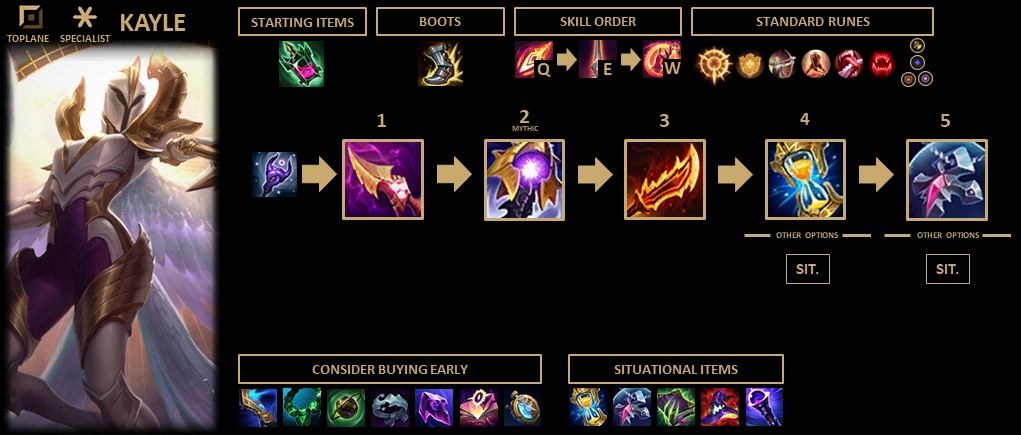 TOPLANE
SPECIALIST
KAYLE
STARTING ITEMS
BOOTS
SKILL ORDER
STANDARD RUNES
Q
E
W
1
2
MYTHIC
3
4
5
OTHER OPTIONS
OTHER OPTIONS
SIT.
SIT.
CONSIDER BUYING EARLY
SITUATIONAL ITEMS